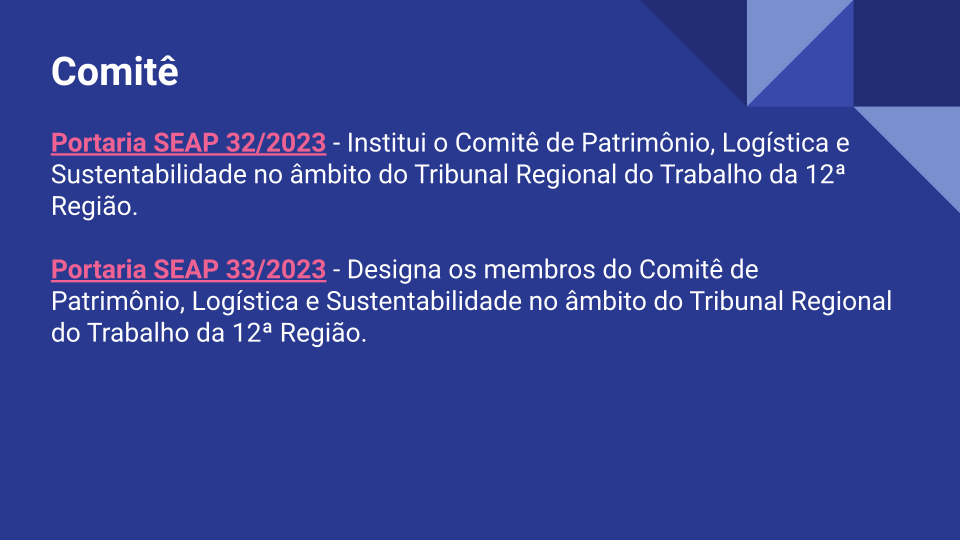 Comitê
Portaria SEAP 32/2023 - Institui o Comitê de Patrimônio, Logística e
Sustentabilidade no âmbito do Tribunal Regional do Trabalho da 12ª
Região.
Portaria SEAP 33/2023 - Designa os membros do Comitê de
Patrimônio, Logística e Sustentabilidade no âmbito do Tribunal Regional
do Trabalho da 12ª Região.